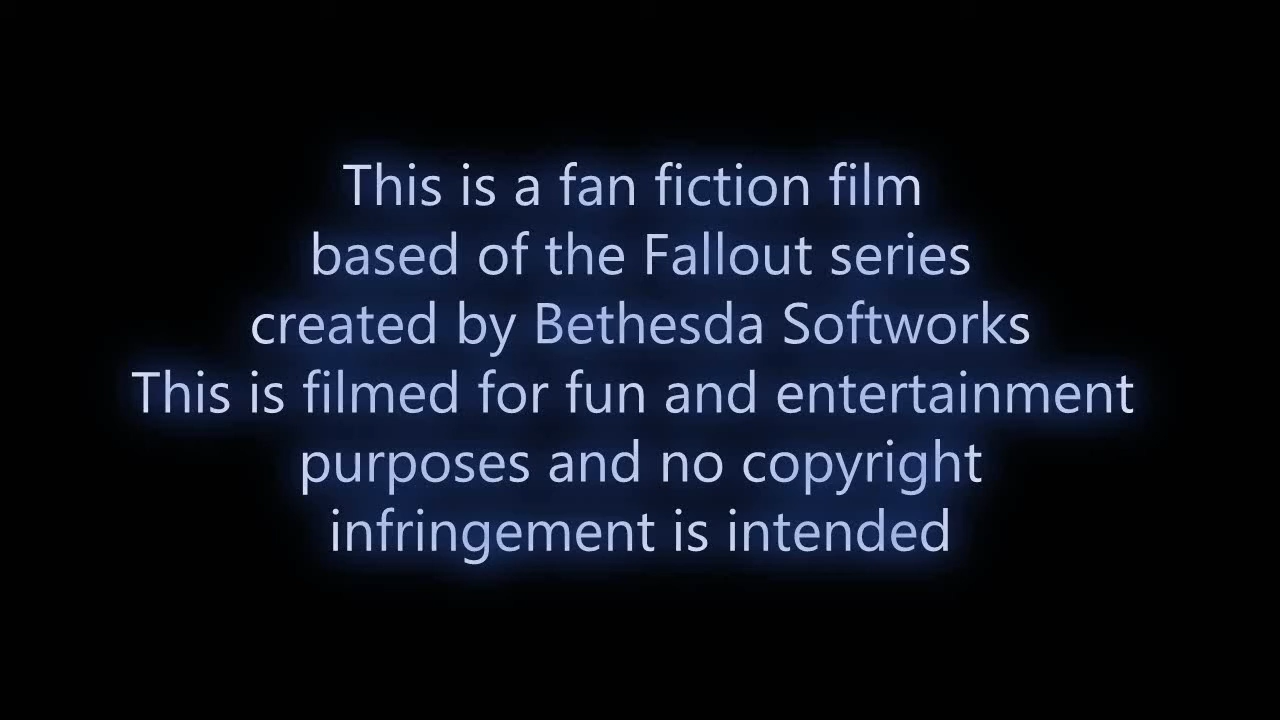 This is a fan fiction film
based of the Fallout series
created by Bethesda Softworks
This is filmed for fun and entertainment
purposes and no copyright
infringement is intended